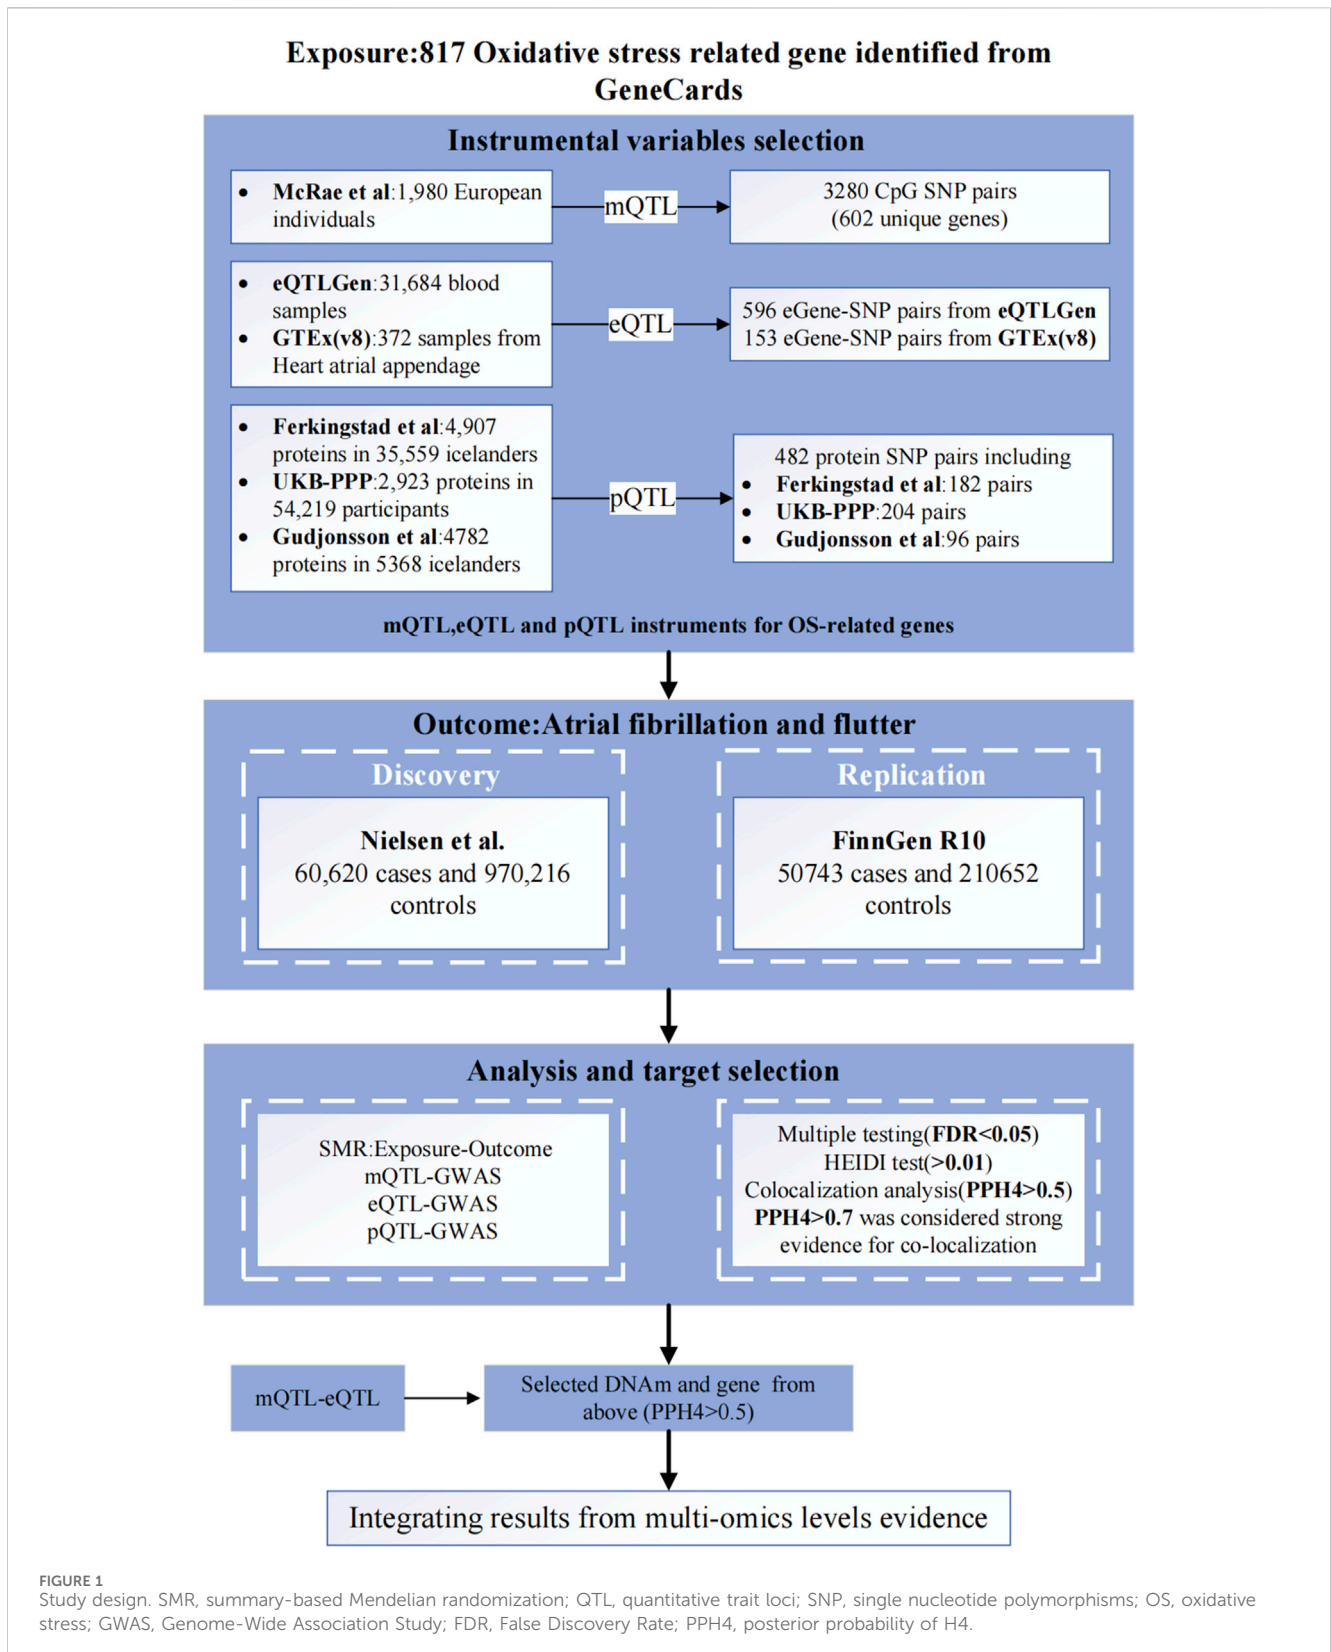 Exposure:817 Oxidative stress related gene identified from
GeneCards
Instrumental variables selection
• McRae et al:1,980 European
individuals
mQTL
3280 CpG SNP pairs
(602 unique genes)
• eQTLGen:31,684 blood
samples
• GTEx(v8):372 samples from
Heart atrial appendage
eQTL
596 eGene-SNP pairs from eQTLGen
153 eGene-SNP pairs from GTEx(v8)
• Ferkingstad et al:4,907
proteins in 35,559 icelanders
• UKB-PPP:2,923 proteins in
54,219 participants
• Gudjonsson et al:4782
proteins in 5368 icelanders
pQTL
482 protein SNP pairs including
• Ferkingstad et al:182 pairs
• UKB-PPP:204 pairs
• Gudjonsson et al:96 pairs
mQTL,eQTL and pQTL instruments for OS-related genes
Outcome:Atrial fibrillation and flutter
Discovery
Nielsen et al.
60,620 cases and 970,216
controls
Replication
FinnGen R10
50743 cases and 210652
controls
Analysis and target selection
SMR:Exposure-Outcome
mQTL-GWAS
eQTL-GWAS
pQTL-GWAS
Multiple testing(FDR<0.05)
HEIDI test(>0.01)
Colocalization analysis(PPH4>0.5)
PPH4>0.7 was considered strong
evidence for co-localization
mQTL-eQTL
Selected DNAm and gene from
above (PPH4>0.5)
Integrating results from multi-omics levels evidence
FIGURE 1
Study design. SMR, summary-based Mendelian randomization; QTL, quantitative trait loci; SNP, single nucleotide polymorphisms; OS, oxidative
stress; GWAS, Genome-Wide Association Study; FDR, False Discovery Rate; PPH4, posterior probability of H4.